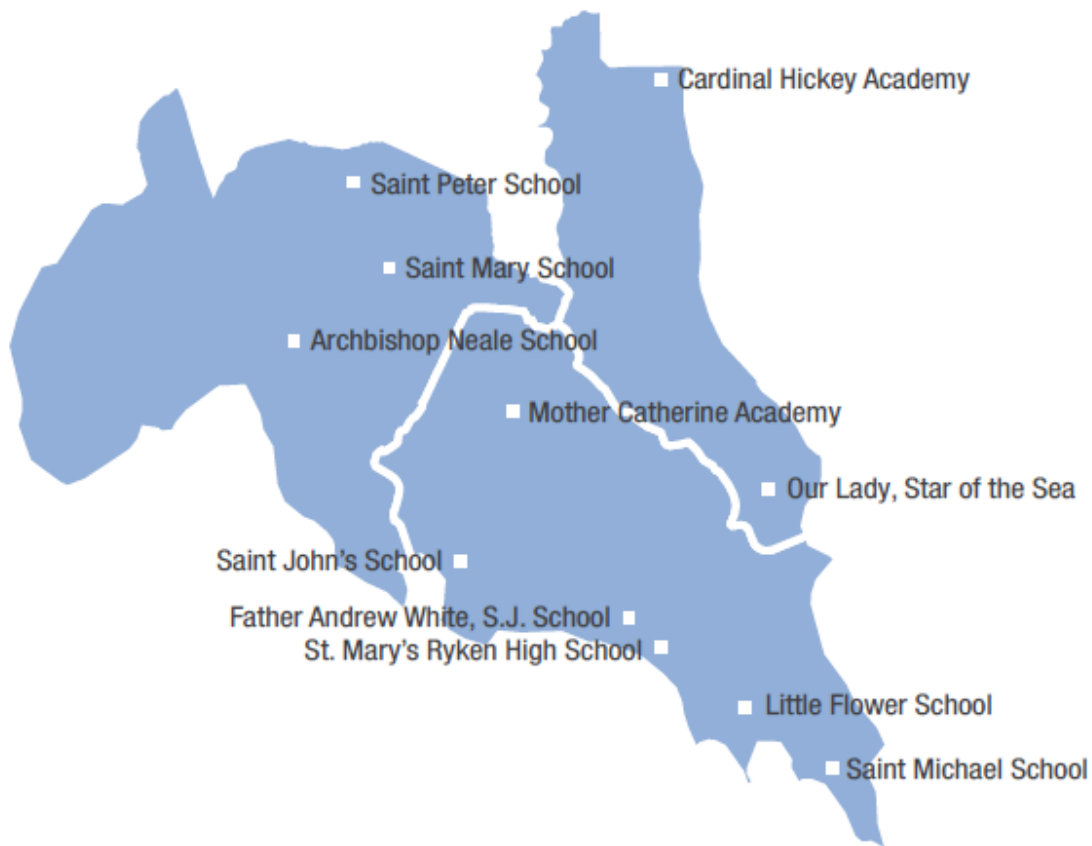 Cardinal Hickey Academy
Saint Peter School
Saint Mary School
Archbishop Neale School
Mother Catherine Academy
Our Lady, Star of the Sea
Saint John’s School
Father Andrew White, S.J. School
St. Mary’s Ryken High School
Little Flower School
Saint Michael School